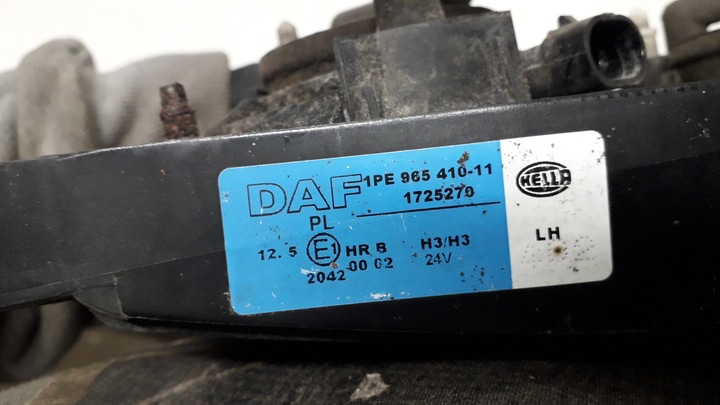 DAF 1PE 965 410-11
1725270
HELLA
PL
LH
12.5 E1 HR B H3/H3
00 02 24V
2042